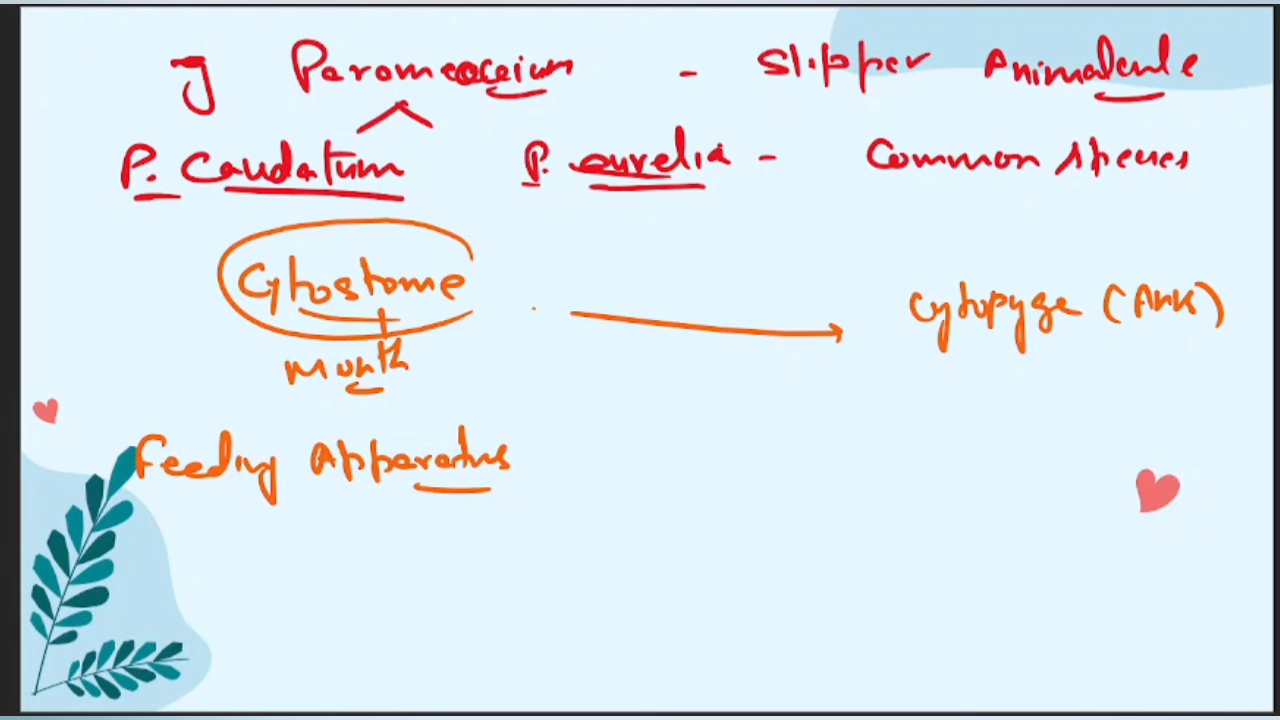 Paramoecium - Slipper Animalcule
P. Caudatum P. aurelia - Common species
Cytostome Cytopyge (Anus)
Mouth
Feeding Apparatus